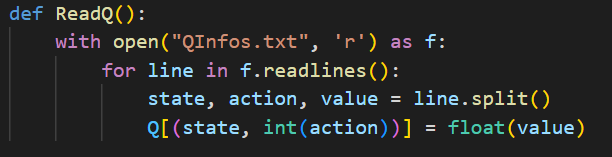 def ReadQ():
    with open("QInfos.txt", 'r') as f:
        for line in f.readlines():
            state, action, value = line.split()
            Q[(state, int(action))] = float(value)